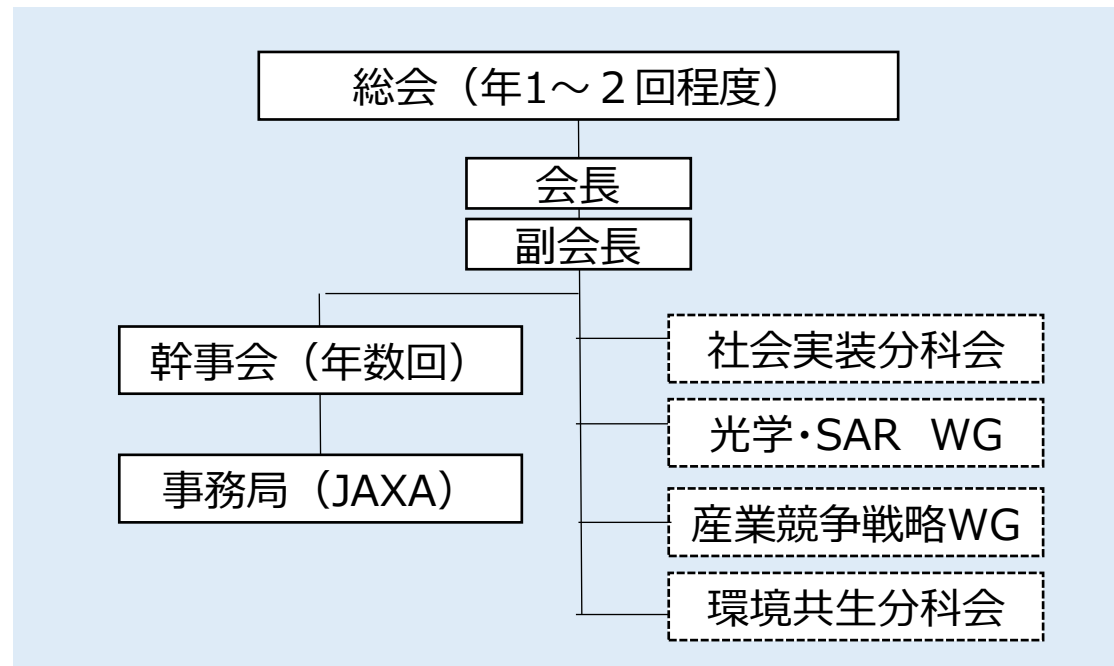 総会（年1～２回程度）
会長
副会長
幹事会（年数回）
事務局（JAXA）
社会実装分科会
光学・SAR　WG
産業競争戦略WG
環境共生分科会